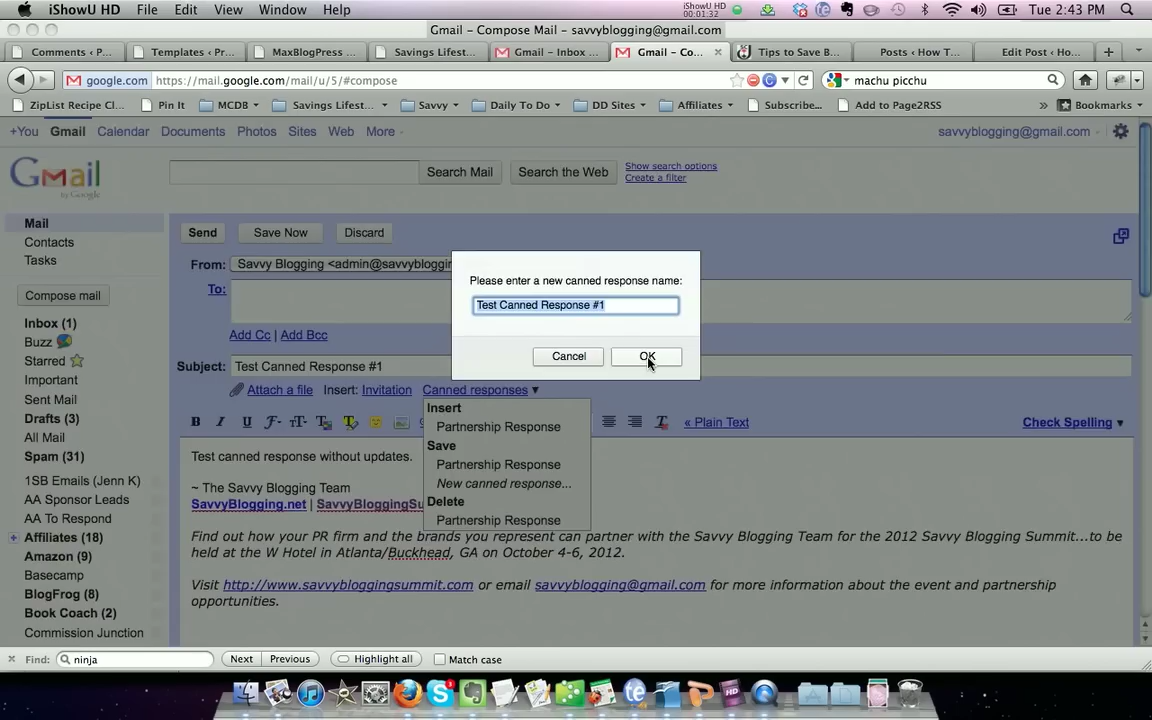 iShowU HD File Edit View Window Help
iShowU HD
00:01:32
Tue 2:43 PM
Gmail – Compose Mail – savvyblogging@gmail.com
Comments ‹ P...
Templates ‹ P...
MaxBlogPress ...
Savings Lifest...
Gmail – Inbox ...
Gmail – Co...
Tips to Save B...
Posts ‹ How T...
Edit Post ‹ Ho...
google.com https://mail.google.com/mail/u/5/#compose
machu picchu
ZipList Recipe Cl... Pin It MCDB Savings Lifest... Savvy Daily To Do DD Sites Affiliates Subscribe... Add to Page2RSS » Bookmarks
+You Gmail Calendar Documents Photos Sites Web More
savvyblogging@gmail.com
Gmail
by Google
Search Mail
Search the Web
Show search options
Create a filter
Mail
Contacts
Tasks
Compose mail
Inbox (1)
Buzz
Starred
Important
Sent Mail
Drafts (3)
All Mail
Spam (31)
1SB Emails (Jenn K)
AA Sponsor Leads
AA To Respond
Affiliates (18)
Amazon (9)
Basecamp
BlogFrog (8)
Book Coach (2)
Commission Junction
Send
Save Now
Discard
From: Savvy Blogging <admin@savvybloggin
To:
Add Cc | Add Bcc
Subject: Test Canned Response #1
Attach a file Insert: Invitation Canned responses ▼
Please enter a new canned response name:
Test Canned Response #1
Cancel
OK
Insert
Partnership Response
Save
Partnership Response
New canned response...
Delete
Partnership Response
B I U
« Plain Text
Check Spelling ▼
Test canned response without updates.
~ The Savvy Blogging Team
SavvyBlogging.net | SavvyBloggingSu
Find out how your PR firm and the brands you represent can partner with the Savvy Blogging Team for the 2012 Savvy Blogging Summit...to be
held at the W Hotel in Atlanta/Buckhead, GA on October 4-6, 2012.
Visit http://www.savvybloggingsummit.com or email savvyblogging@gmail.com for more information about the event and partnership
opportunities.
Find: ninja
Next
Previous
Highlight all
Match case